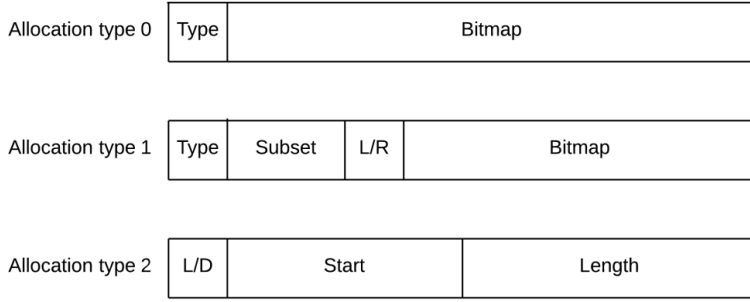 Allocation type 0 Type Bitmap
Allocation type 1 Type Subset L/R Bitmap
Allocation type 2 L/D Start Length